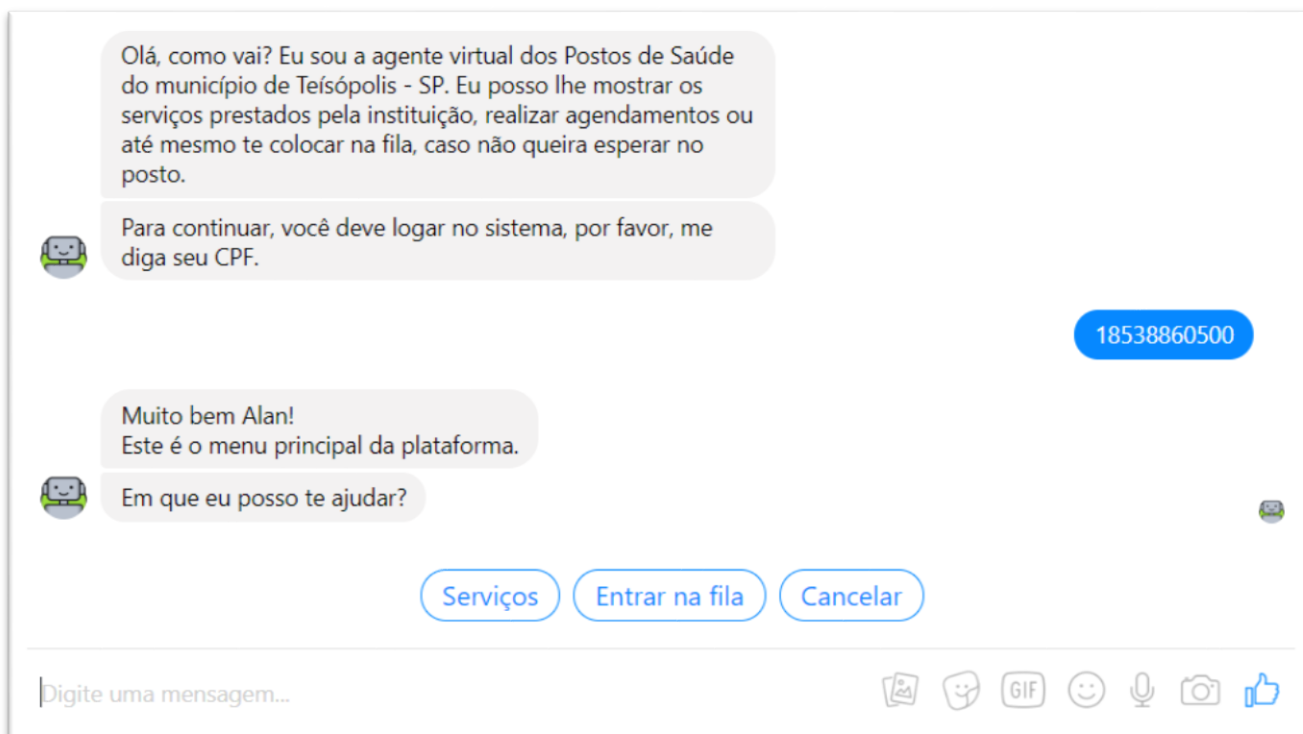 Olá, como vai? Eu sou a agente virtual dos Postos de Saúde
do município de Teísópolis - SP. Eu posso lhe mostrar os
serviços prestados pela instituição, realizar agendamentos ou
até mesmo te colocar na fila, caso não queira esperar no
posto.
Para continuar, você deve logar no sistema, por favor, me
diga seu CPF.
18538860500
Muito bem Alan!
Este é o menu principal da plataforma.
Em que eu posso te ajudar?
Serviços Entrar na fila Cancelar
Digite uma mensagem... GIF